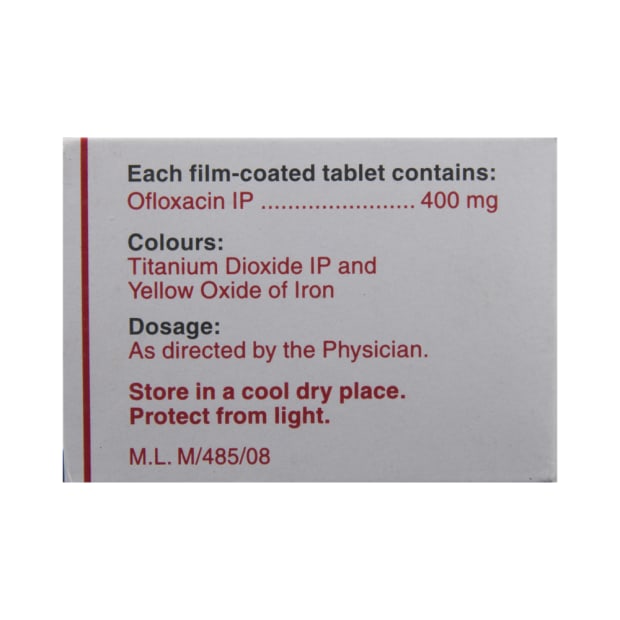 Each film-coated tablet contains:
Ofloxacin IP ....................... 400 mg
Colours:
Titanium Dioxide IP and
Yellow Oxide of Iron
Dosage:
As directed by the Physician.
Store in a cool dry place.
Protect from light.
M.L. M/485/08